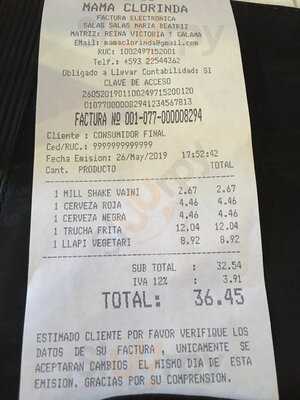 MAMA CLORINDA
FACTURA ELECTRONICA
SALAS SALAS MARIA BEATRIZ
MATRIZ: REINA VICTORIA Y CALAMA
EMail: mamaclorinda@gmail.com
RUC: 1002497152001
Telf.: +593 22544362
Obligado a Llevar Contabilidad: SI
CLAVE DE ACCESO
2605201901100249715200120
010770000082941234567813
FACTURA Nº 001-077-000008294
Cliente : CONSUMIDOR FINAL
Ced/RUC.: 9999999999999
Fecha Emision: 26/May/2019 17:52:42
Cant. PRODUCTO TOTAL
1 MILL SHAKE VAINI 2.67 2.67
1 CERVEZA ROJA 4.46 4.46
1 CERVEZA NEGRA 4.46 4.46
1 TRUCHA FRITA 12.04 12.04
1 LLAPI VEGETARI 8.92 8.92
SUB TOTAL : 32.54
IVA 12% : 3.91
TOTAL: 36.45
ESTIMADO CLIENTE POR FAVOR VERIFIQUE LOS
DATOS DE SU FACTURA , UNICAMENTE SE
ACEPTARAN CAMBIOS EL MISMO DIA DE ESTA
EMISION. GRACIAS POR SU COMPRENSION.